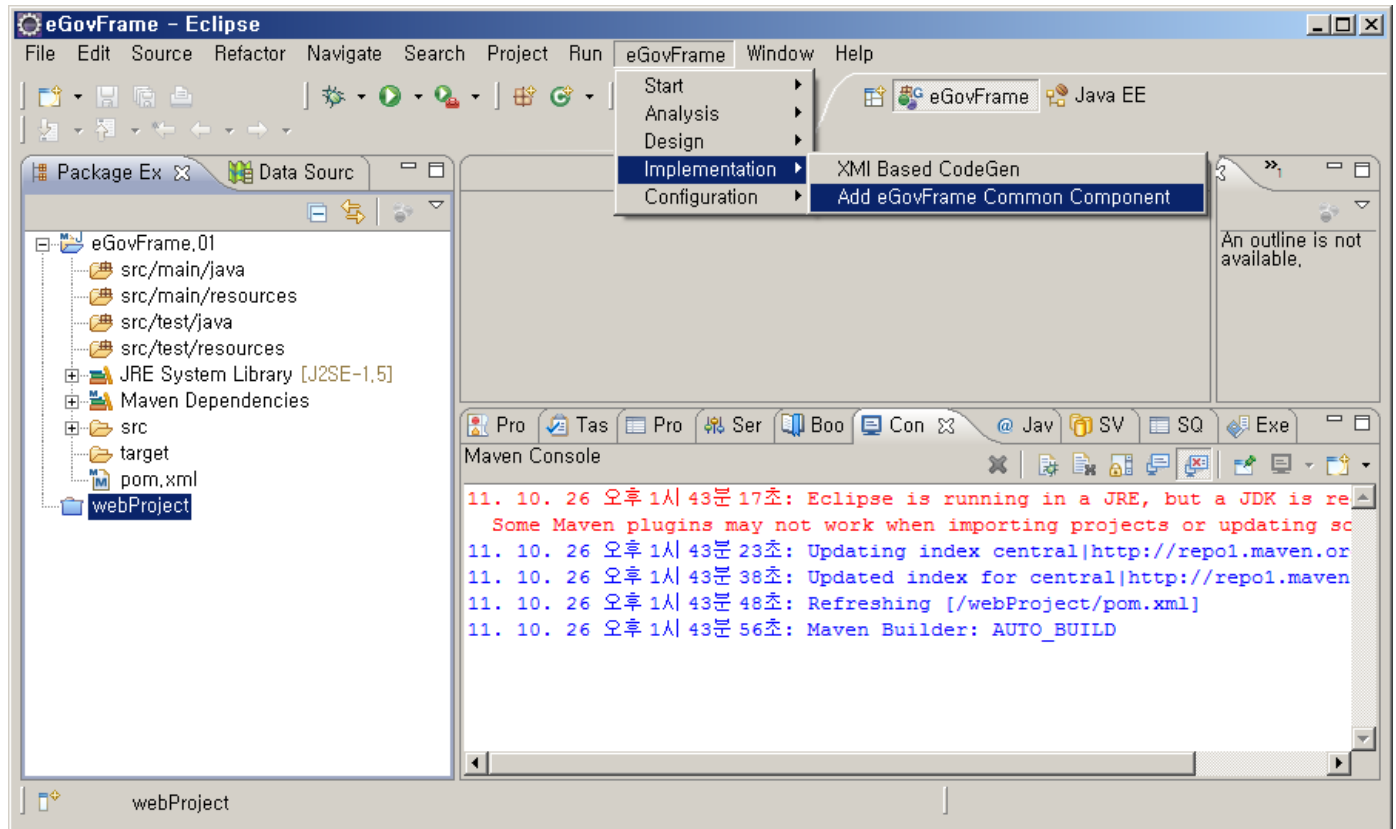 eGovFrame - Eclipse
File Edit Source Refactor Navigate Search Project Run eGovFrame Window Help
Start
Analysis
Design
Implementation
Configuration
XMI Based CodeGen
Add eGovFrame Common Component
eGovFrame Java EE
Package Ex Data Sourc
eGovFrame.01
src/main/java
src/main/resources
src/test/java
src/test/resources
JRE System Library [J2SE-1.5]
Maven Dependencies
src
target
pom.xml
webProject
An outline is not
available.
Pro Tas Pro Ser Boo Con Jav SV SQ Exe
Maven Console
11. 10. 26 오후 1시 43분 17초: Eclipse is running in a JRE, but a JDK is re
Some Maven plugins may not work when importing projects or updating sc
11. 10. 26 오후 1시 43분 23초: Updating index central|http://repo1.maven.or
11. 10. 26 오후 1시 43분 38초: Updated index for central|http://repo1.maven
11. 10. 26 오후 1시 43분 48초: Refreshing [/webProject/pom.xml]
11. 10. 26 오후 1시 43분 56초: Maven Builder: AUTO_BUILD
webProject